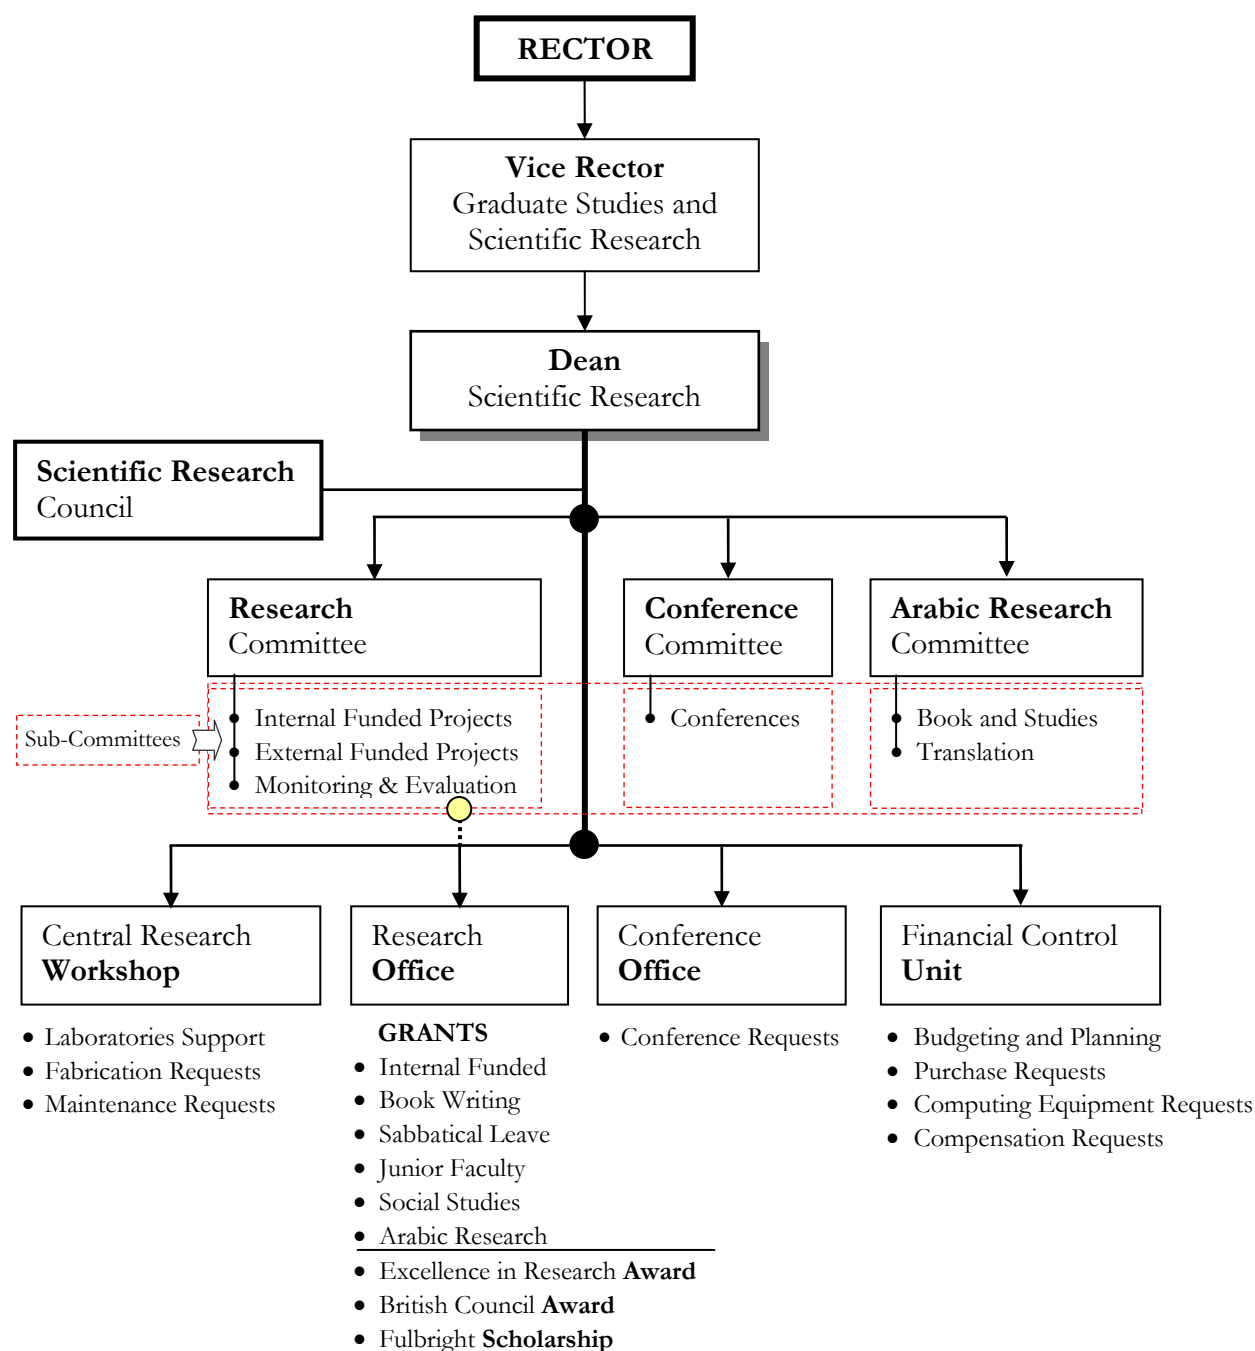 RECTOR
Vice Rector
Graduate Studies and
Scientific Research
Dean
Scientific Research
Scientific Research
Council
Research
Committee
Conference
Committee
Arabic Research
Committee
Sub-Committees
• Internal Funded Projects
• External Funded Projects
• Monitoring & Evaluation
• Conferences
• Book and Studies
• Translation
Central Research
Workshop
Research
Office
Conference
Office
Financial Control
Unit
• Laboratories Support
• Fabrication Requests
• Maintenance Requests
GRANTS
• Internal Funded
• Book Writing
• Sabbatical Leave
• Junior Faculty
• Social Studies
• Arabic Research
• Excellence in Research Award
• British Council Award
• Fulbright Scholarship
• Conference Requests
• Budgeting and Planning
• Purchase Requests
• Computing Equipment Requests
• Compensation Requests